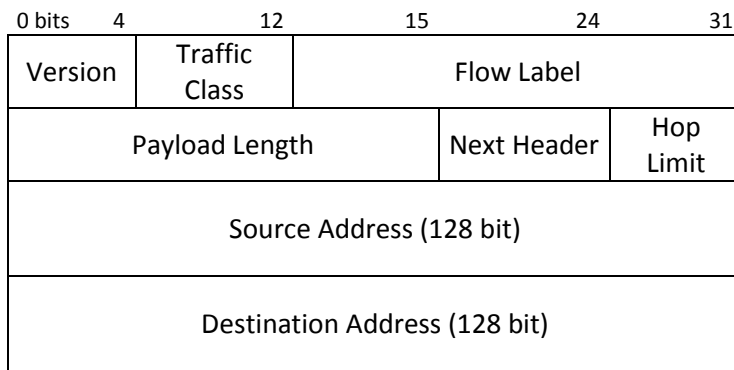 0 bits 4 12 15 24 31
Version Traffic Class Flow Label
Payload Length Next Header Hop Limit
Source Address (128 bit)
Destination Address (128 bit)